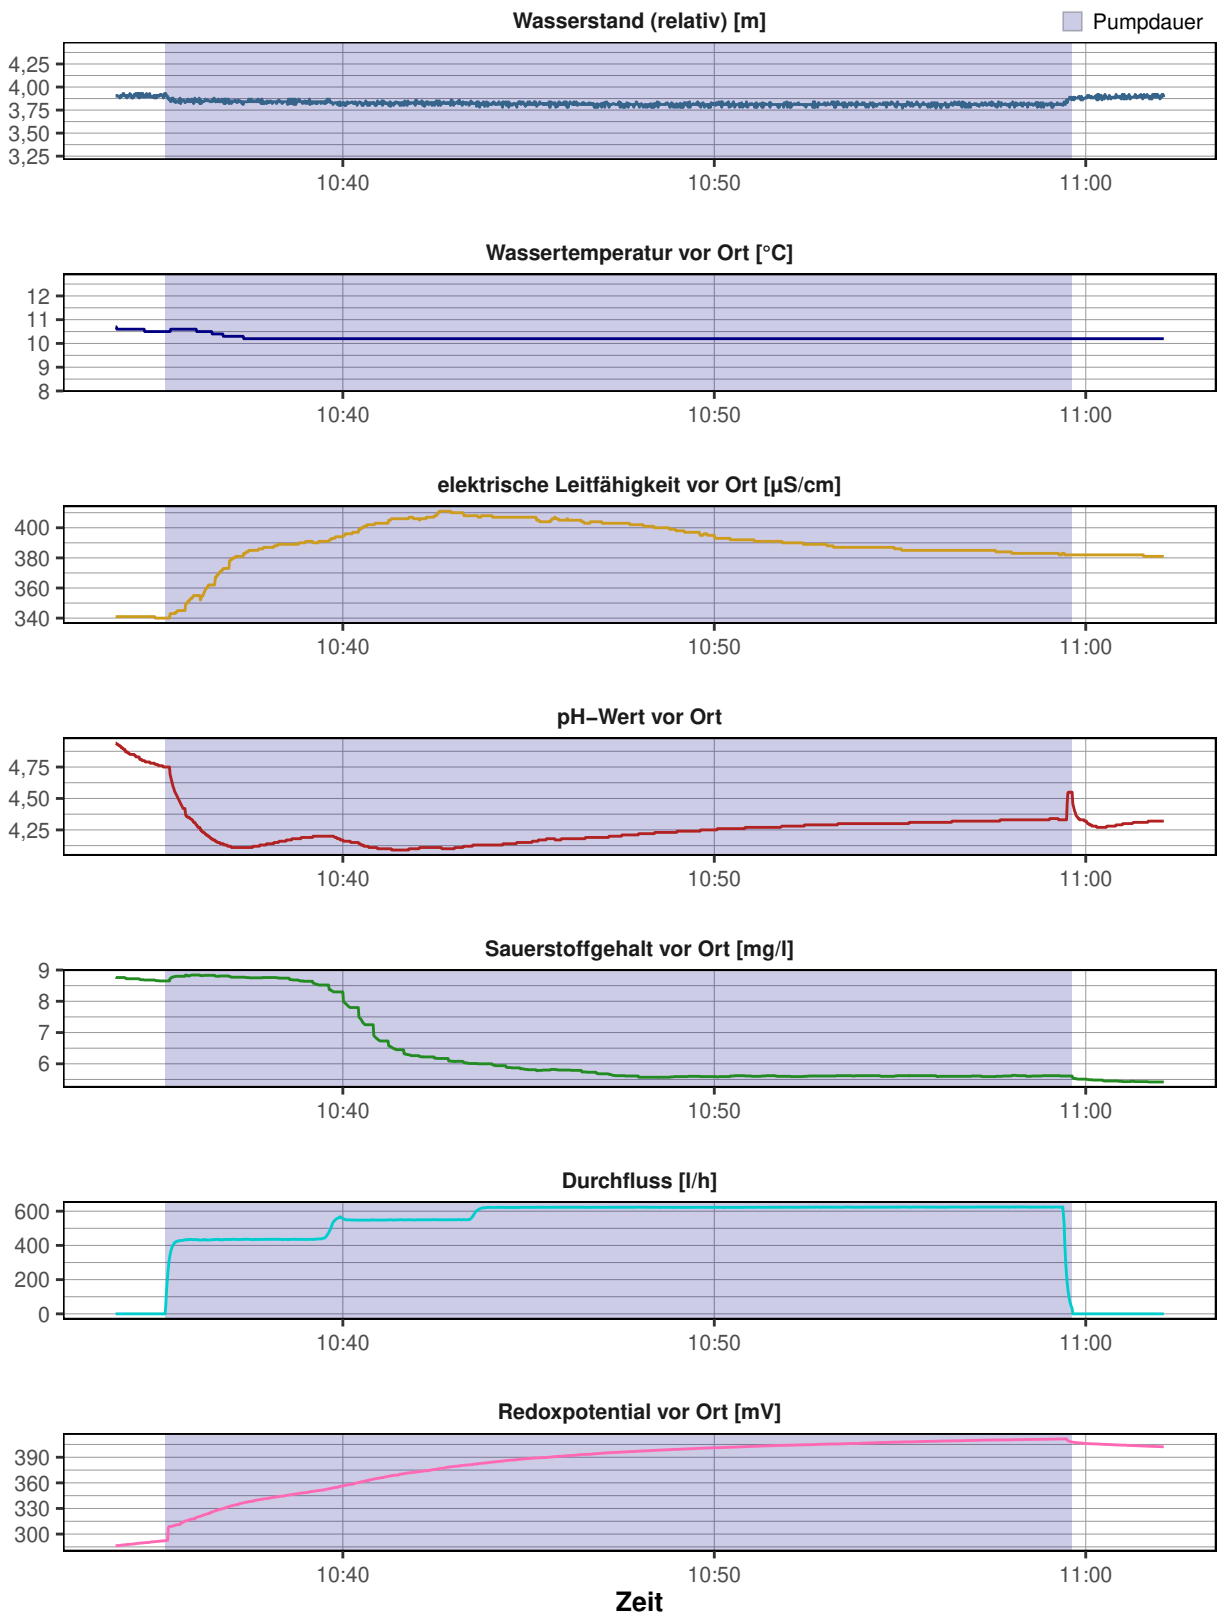 Wasserstand (relativ) [m]
Pumpdauer
4,25
4,00
3,75
3,50
3,25
10:40 10:50 11:00
Wassertemperatur vor Ort [°C]
12
11
10
9
8
10:40 10:50 11:00
elektrische Leitfähigkeit vor Ort [µS/cm]
400
380
360
340
10:40 10:50 11:00
pH−Wert vor Ort
4,75
4,50
4,25
10:40 10:50 11:00
Sauerstoffgehalt vor Ort [mg/l]
9
8
7
6
10:40 10:50 11:00
Durchfluss [l/h]
600
400
200
0
10:40 10:50 11:00
Redoxpotential vor Ort [mV]
390
360
330
300
10:40 10:50 11:00
Zeit